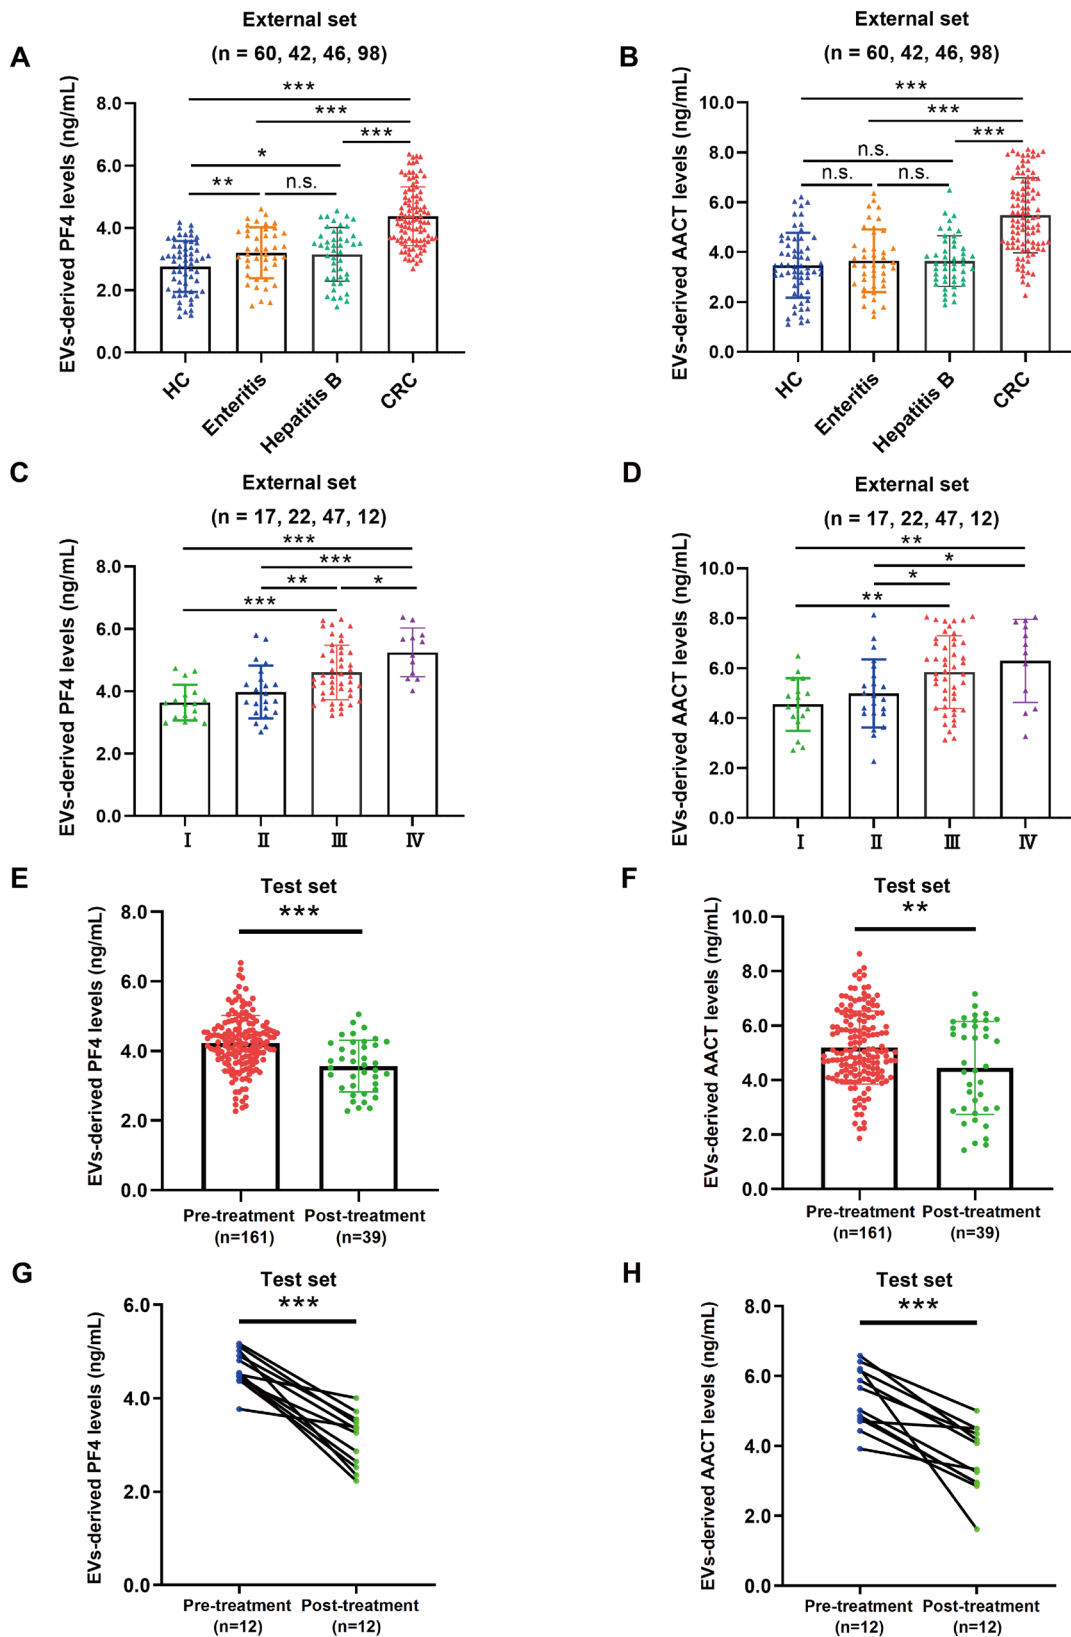 A
External set
(n = 60, 42, 46, 98)
EVs-derived PF4 levels (ng/mL)
8.0
6.0
4.0
2.0
0.0
***
***
***
*
**
n.s.
HC
Enteritis
Hepatitis B
CRC
B
External set
(n = 60, 42, 46, 98)
EVs-derived AACT levels (ng/mL)
10.0
8.0
6.0
4.0
2.0
0.0
***
***
***
n.s.
n.s.
n.s.
HC
Enteritis
Hepatitis B
CRC
C
External set
(n = 17, 22, 47, 12)
EVs-derived PF4 levels (ng/mL)
8.0
6.0
4.0
2.0
0.0
***
***
**
*
***
I
II
III
IV
D
External set
(n = 17, 22, 47, 12)
EVs-derived AACT levels (ng/mL)
10.0
8.0
6.0
4.0
2.0
0.0
**
*
*
**
I
II
III
IV
E
Test set
EVs-derived PF4 levels (ng/mL)
8.0
6.0
4.0
2.0
0.0
***
Pre-treatment
(n=161)
Post-treatment
(n=39)
F
Test set
EVs-derived AACT levels (ng/mL)
10.0
8.0
6.0
4.0
2.0
0.0
**
Pre-treatment
(n=161)
Post-treatment
(n=39)
G
Test set
EVs-derived PF4 levels (ng/mL)
6.0
4.0
2.0
0.0
***
Pre-treatment
(n=12)
Post-treatment
(n=12)
H
Test set
EVs-derived AACT levels (ng/mL)
8.0
6.0
4.0
2.0
0.0
***
Pre-treatment
(n=12)
Post-treatment
(n=12)